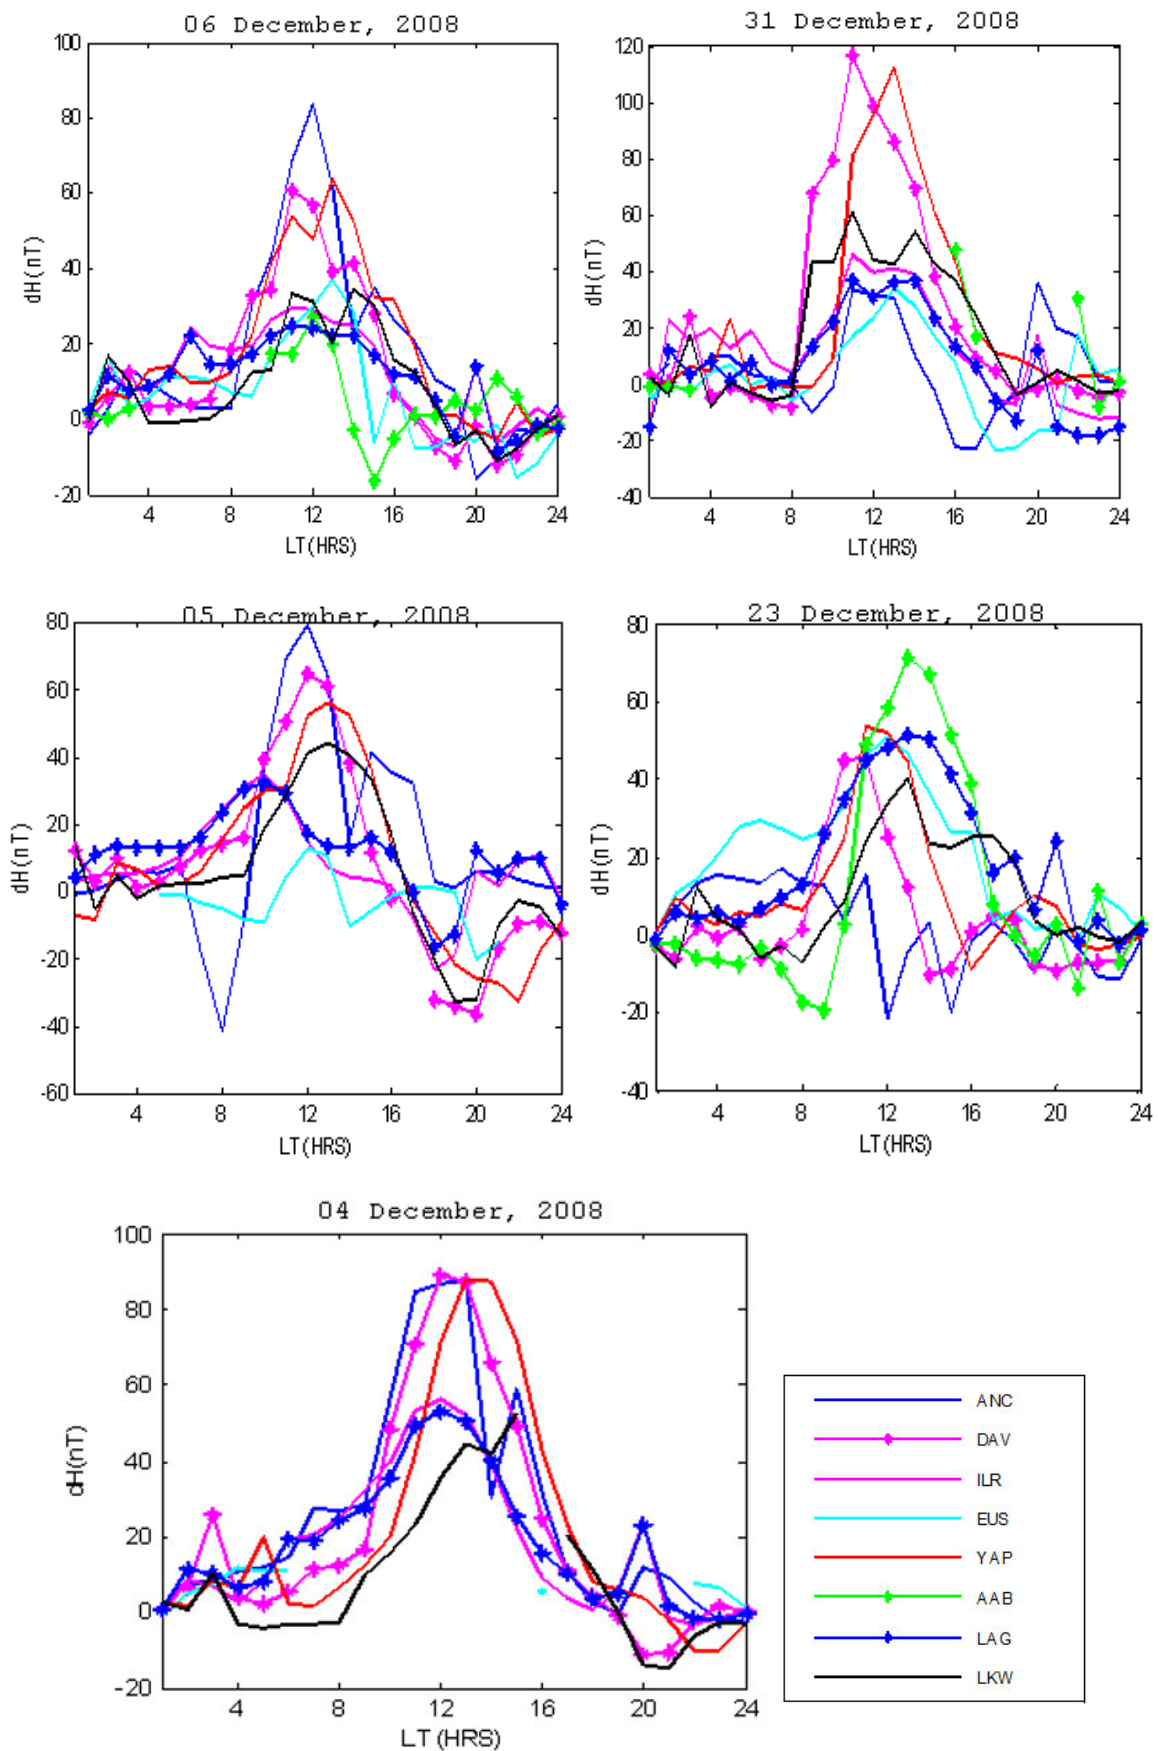 06 December, 2008
100
80
60
40
20
0
-20
dH(nT)
4 8 12 16 20 24
LT(HRS)
31 December, 2008
120
100
80
60
40
20
0
-20
-40
dH(nT)
4 8 12 16 20 24
LT(HRS)
05 December, 2008
80
60
40
20
0
-20
-40
-60
dH(nT)
4 8 12 16 20 24
LT(HRS)
23 December, 2008
80
60
40
20
0
-20
-40
dH(nT)
4 8 12 16 20 24
LT(HRS)
04 December, 2008
100
80
60
40
20
0
-20
dH(nT)
4 8 12 16 20 24
LT(HRS)
ANC
DAV
ILR
EUS
YAP
AAB
LAG
LKW